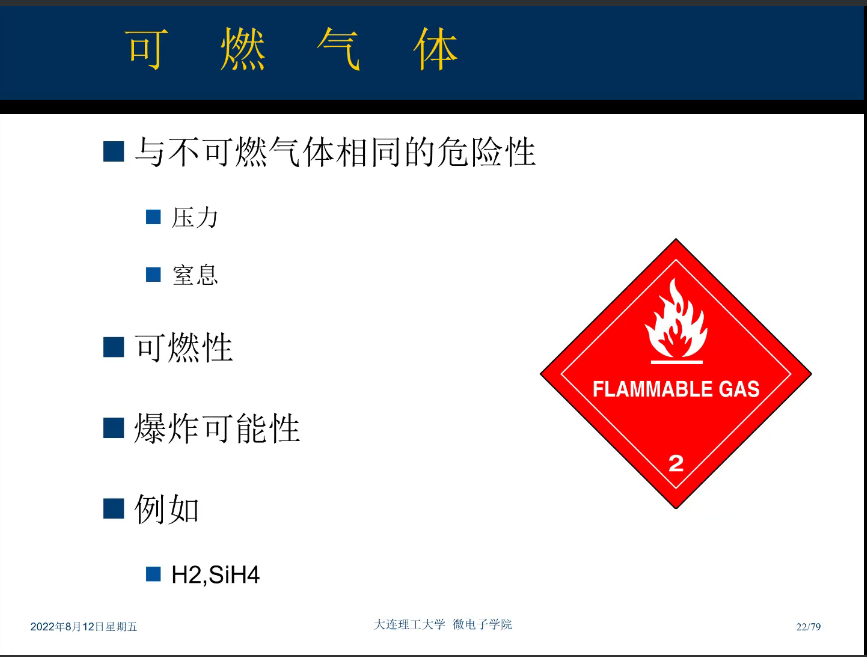 可 燃 气 体
与不可燃气体相同的危险性
压力
窒息
可燃性
爆炸可能性
例如
H2,SiH4
FLAMMABLE GAS
2
2022年8月12日星期五
大连理工大学 微电子学院
22/79